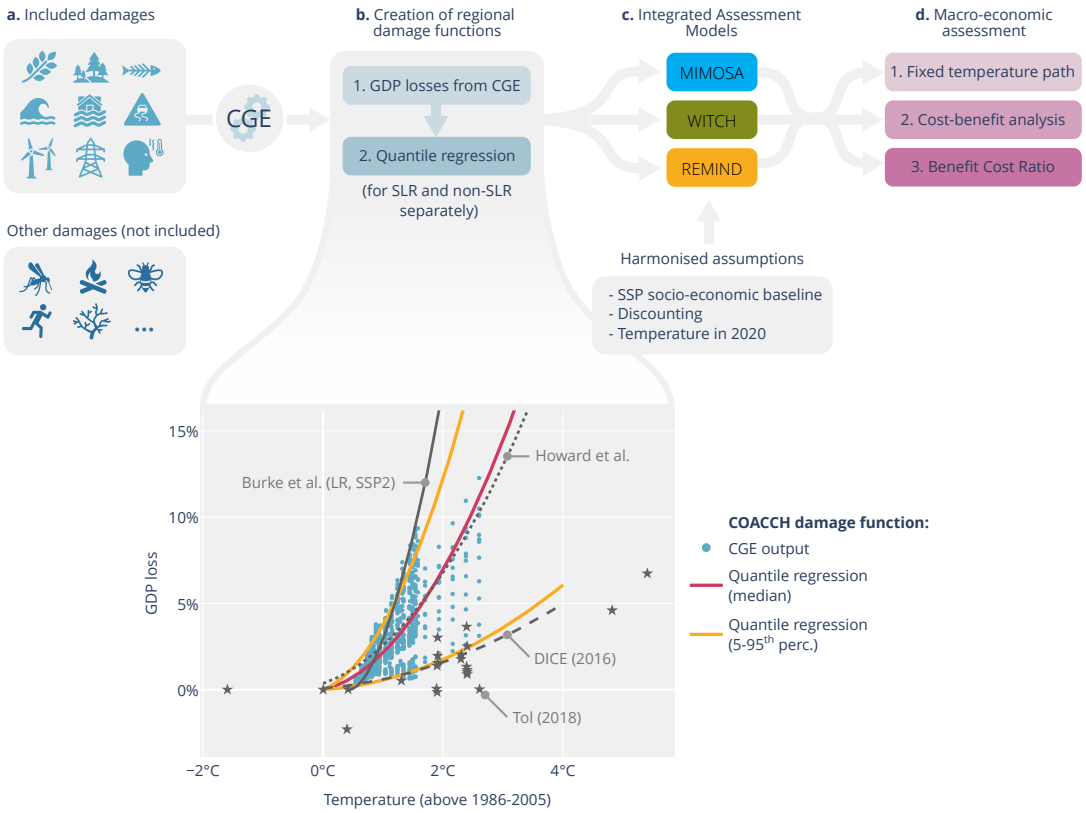 a. Included damages
CGE
Other damages (not included)
...
b. Creation of regional
damage functions
1. GDP losses from CGE
2. Quantile regression
(for SLR and non-SLR
separately)
c. Integrated Assessment
Models
MIMOSA
WITCH
REMIND
Harmonised assumptions
- SSP socio-economic baseline
- Discounting
- Temperature in 2020
d. Macro-economic
assessment
1. Fixed temperature path
2. Cost-benefit analysis
3. Benefit Cost Ratio
GDP loss
15%
10%
5%
0%
Burke et al. (LR, SSP2)
Howard et al.
DICE (2016)
Tol (2018)
−2°C
0°C
2°C
4°C
Temperature (above 1986-2005)
COACCH damage function:
CGE output
Quantile regression
(median)
Quantile regression
(5-95th perc.)